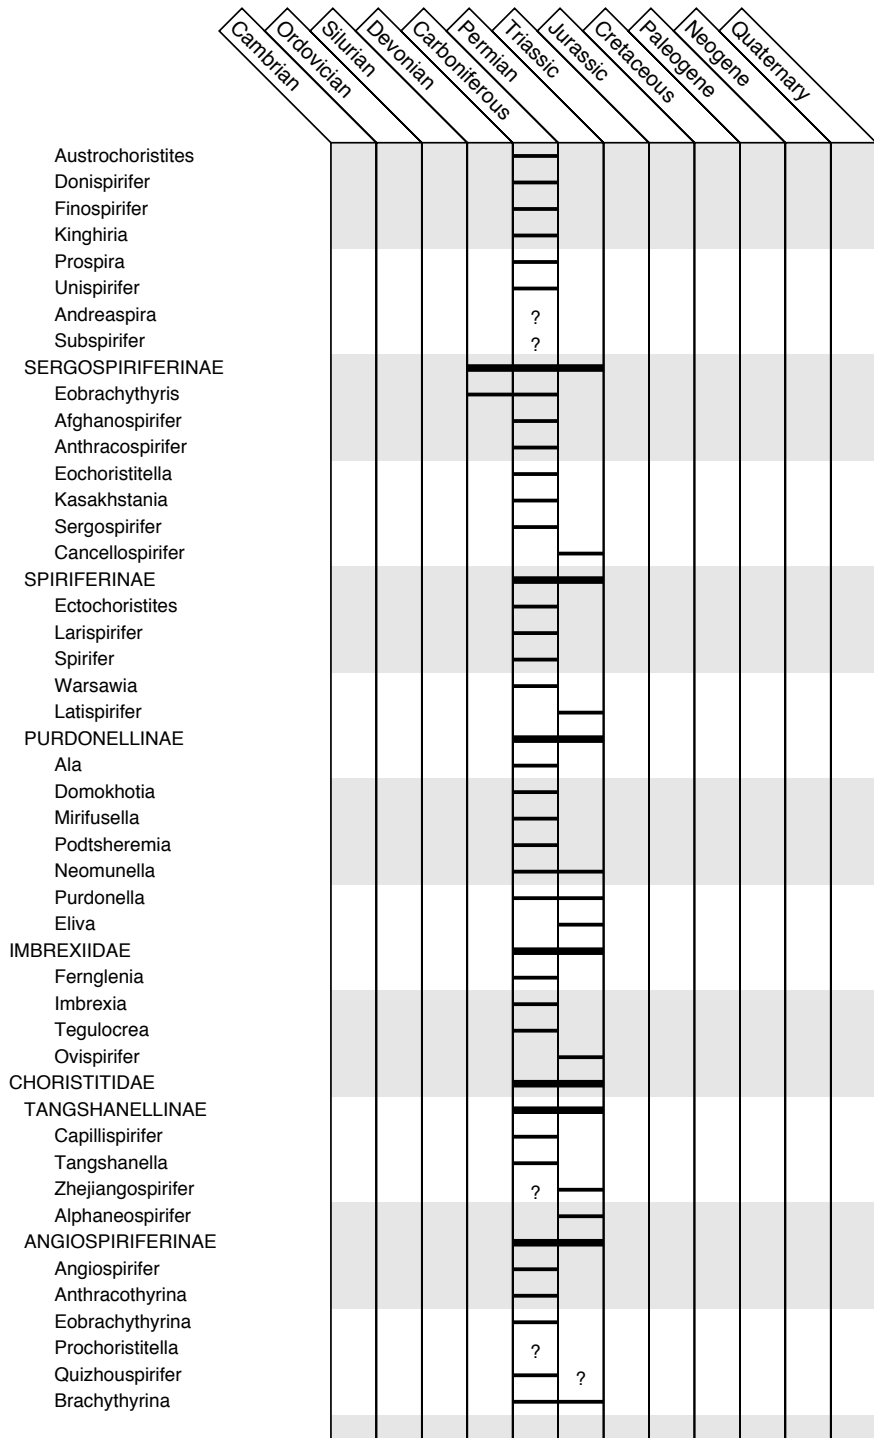 Cambrian
Ordovician
Silurian
Devonian
Carboniferous
Permian
Triassic
Jurassic
Cretaceous
Paleogene
Neogene
Quaternary
Austrochoristites
Donispirifer
Finospirifer
Kinghiria
Prospira
Unispirifer
Andreaspira ?
Subspirifer ?
SERGOSPIRIFERINAE
Eobrachythyris
Afghanospirifer
Anthracospirifer
Eochoristitella
Kasakhstania
Sergospirifer
Cancellospirifer
SPIRIFERINAE
Ectochoristites
Larispirifer
Spirifer
Warsawia
Latispirifer
PURDONELLINAE
Ala
Domokhotia
Mirifusella
Podtsheremia
Neomunella
Purdonella
Eliva
IMBREXIIDAE
Fernglenia
Imbrexia
Tegulocrea
Ovispirifer
CHORISTITIDAE
TANGSHANELLINAE
Capillispirifer
Tangshanella
Zhejiangospirifer ?
Alphaneospirifer
ANGIOSPIRIFERINAE
Angiospirifer
Anthracothyrina
Eobrachythyrina
Prochoristitella ?
Quizhouspirifer ?
Brachythyrina